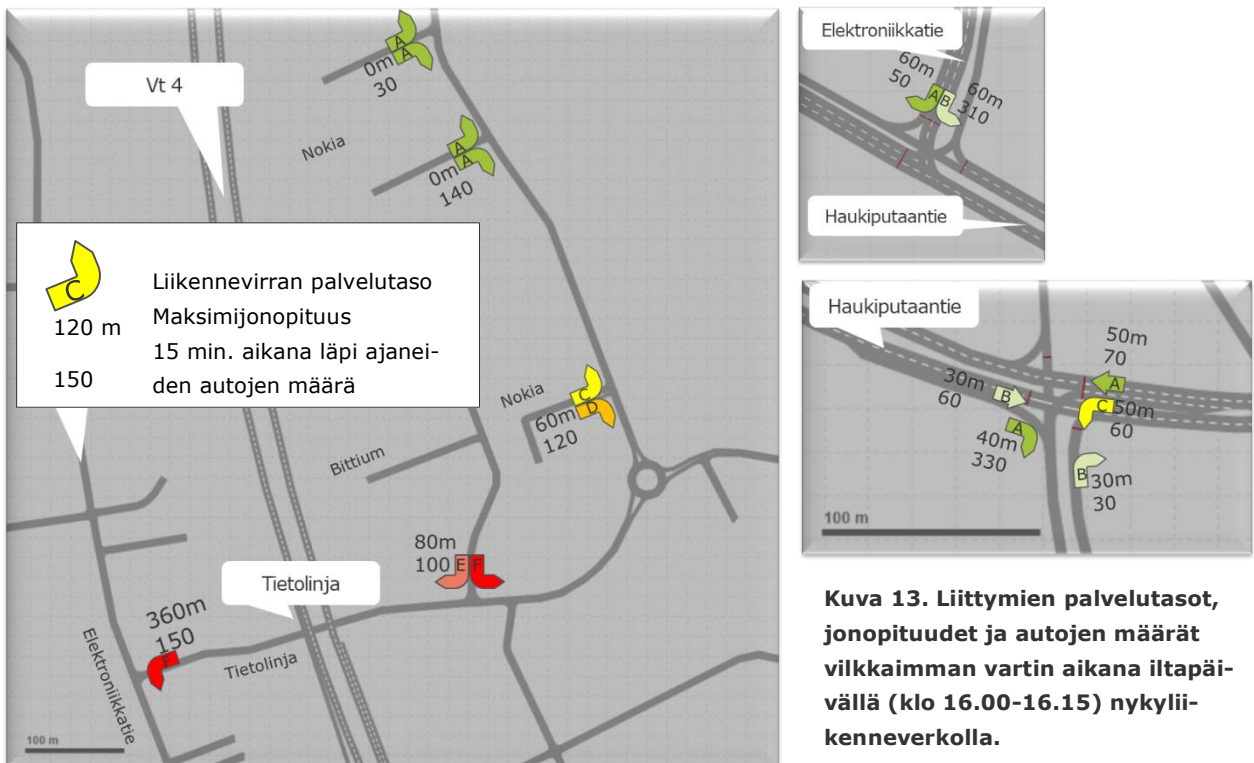 Vt 4
A
A
0m
30
Nokia
A
A
0m
140
C
120 m
150
Liikennevirran palvelutaso
Maksimijonopituus
15 min. aikana läpi ajanei-
den autojen määrä
Nokia
C
D
60m
120
Bittium
80m
100
E
F
Tietolinja
360m
150
F
Tietolinja
Elektroniikkatie
100 m
Elektroniikkatie
60m
50
A
B
60m
310
Haukiputaantie
Haukiputaantie
50m
70
A
30m
60
B
C
50m
60
A
40m
330
B
30m
30
100 m
Kuva 13. Liittymien palvelutasot,
jonopituudet ja autojen määrät
vilkkaimman vartin aikana iltapäi-
vällä (klo 16.00-16.15) nykylii-
kenneverkolla.